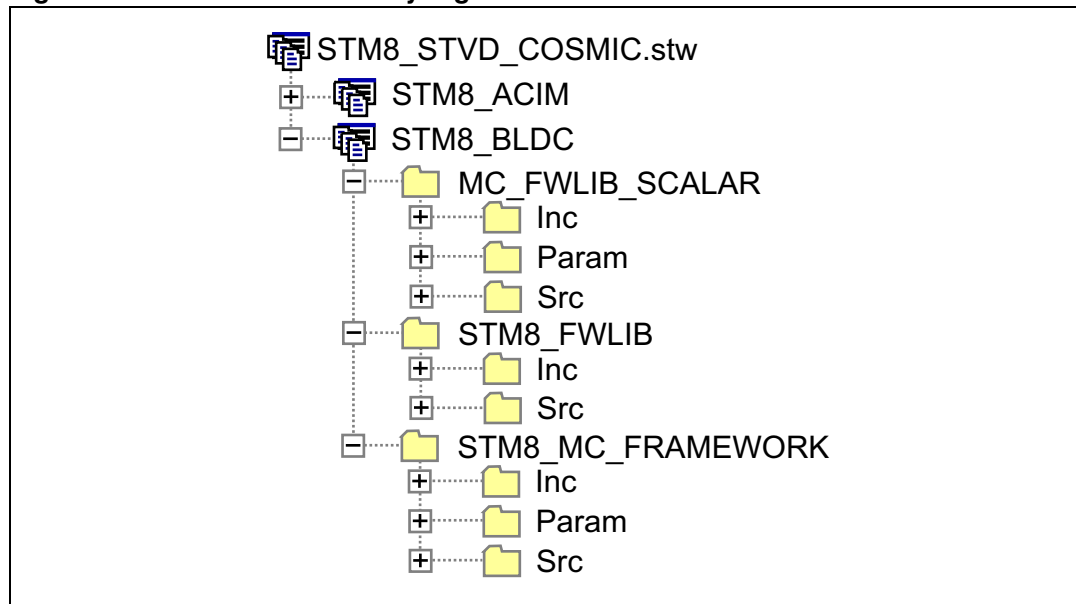 STM8_STVD_COSMIC.stw
STM8_ACIM
STM8_BLDC
MC_FWLIB_SCALAR
Inc
Param
Src
STM8_FWLIB
Inc
Src
STM8_MC_FRAMEWORK
Inc
Param
Src